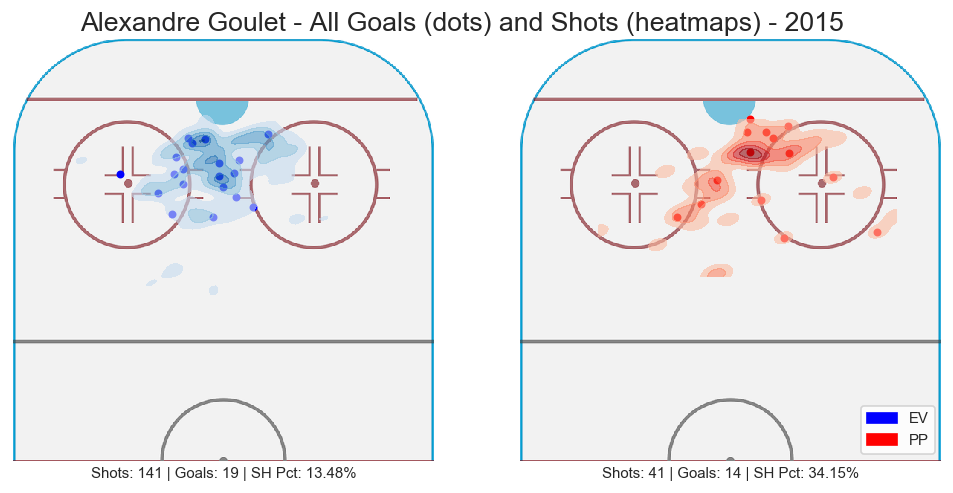 Alexandre Goulet - All Goals (dots) and Shots (heatmaps) - 2015
EV
PP
Shots: 141 | Goals: 19 | SH Pct: 13.48%
Shots: 41 | Goals: 14 | SH Pct: 34.15%